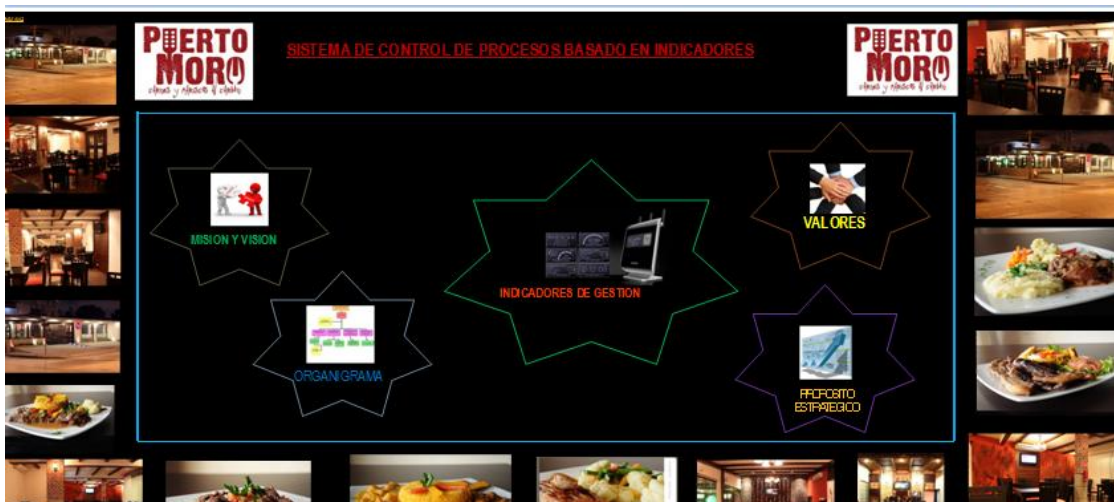 PUERTO
MORO
SISTEMA DE CONTROL DE PROCESOS BASADO EN INDICADORES
PUERTO
MORO
MISION Y VISION
VALORES
INDICADORES DE GESTION
ORGANIGRAMA
PROPOSITO
ESTRATEGICO